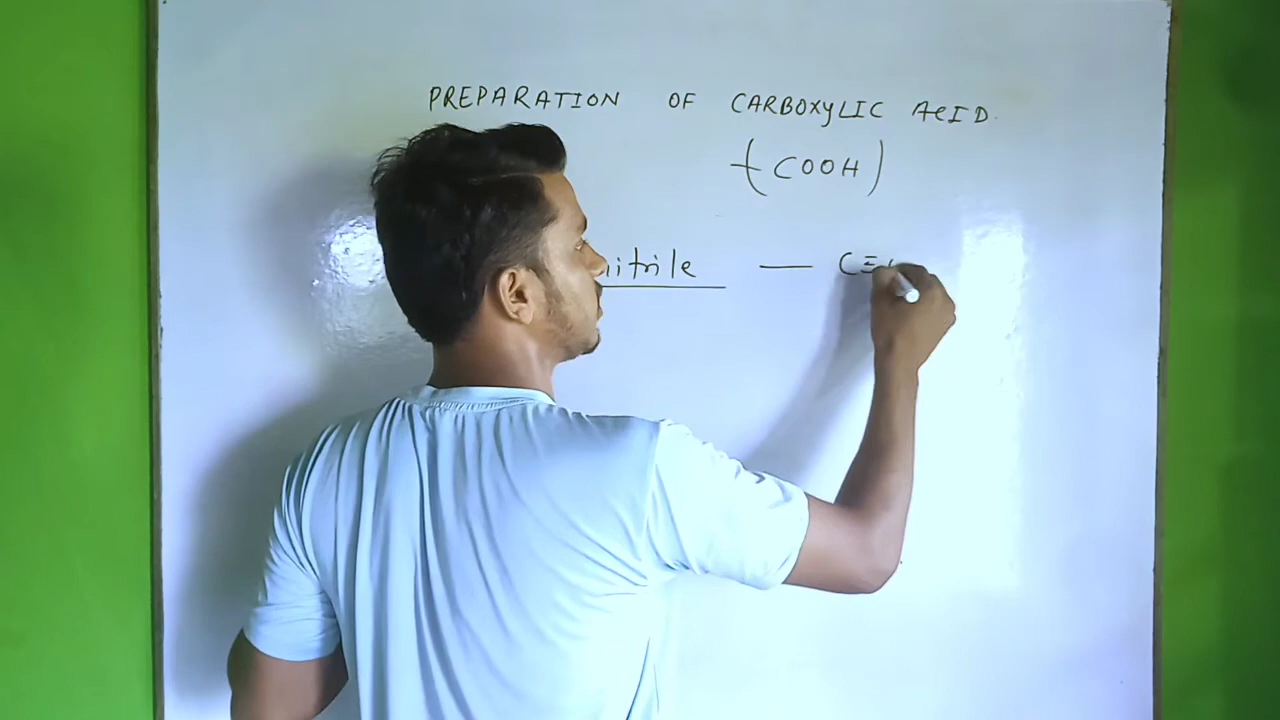 PREPARATION OF CARBOXYLIC ACID.
(COOH)
nitrile — C≡